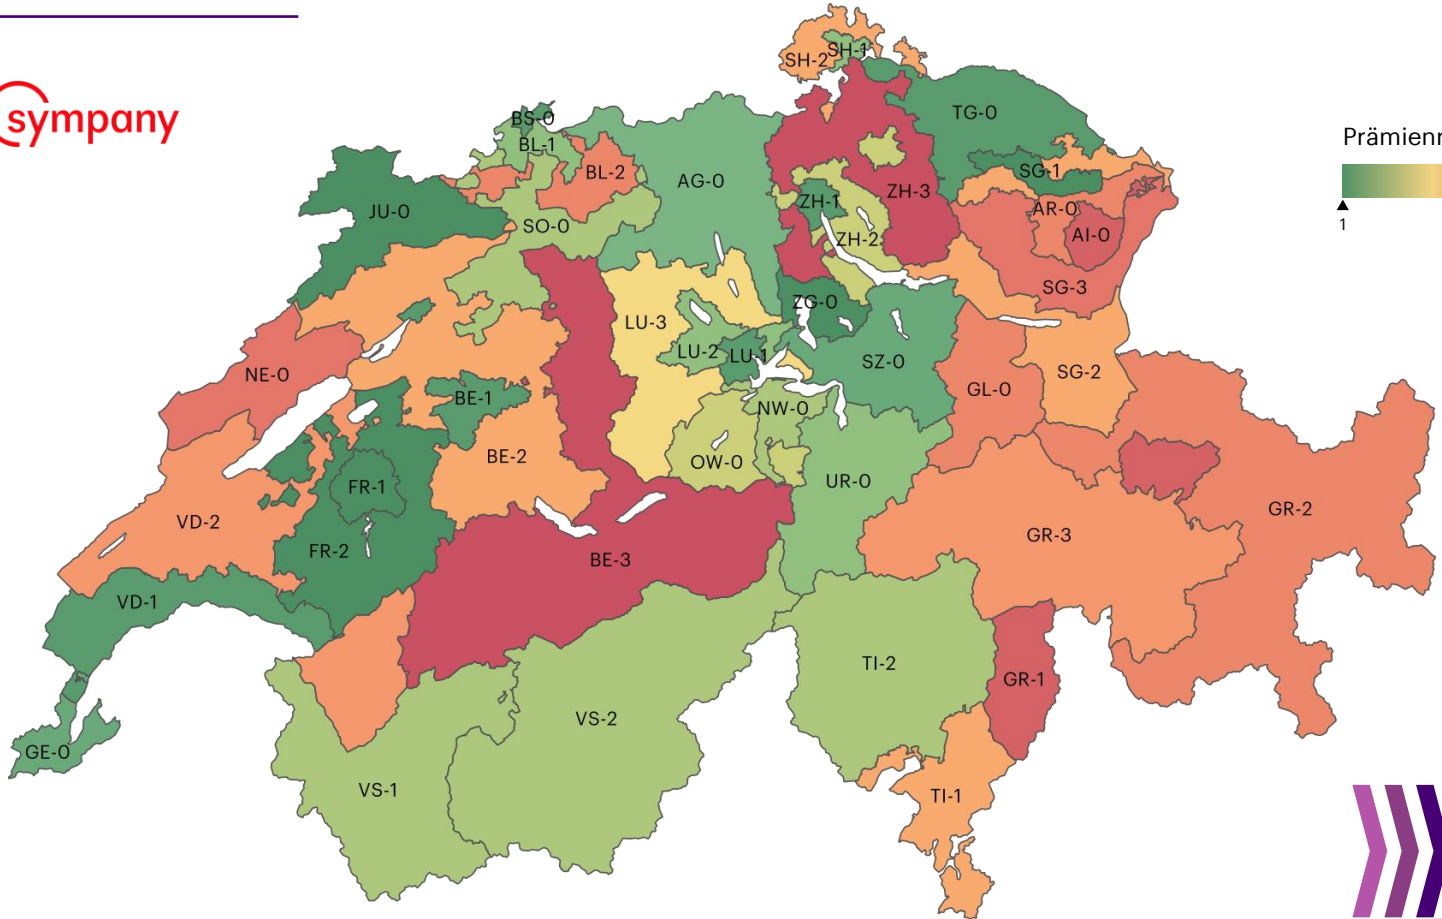 sympany
Prämienn
1
SH-2
SH-1
BS-0
BL-1
BL-2
TG-0
SG-1
AG-0
ZH-1
ZH-3
ZH-2
JU-0
SO-0
AR-0
AI-0
SG-3
ZG-0
LU-3
LU-2
LU-1
SZ-0
NE-0
GL-0
SG-2
BE-1
NW-0
BE-2
OW-0
UR-0
FR-1
VD-2
FR-2
GR-2
GR-3
BE-3
VD-1
TI-2
GR-1
VS-2
GE-0
VS-1
TI-1